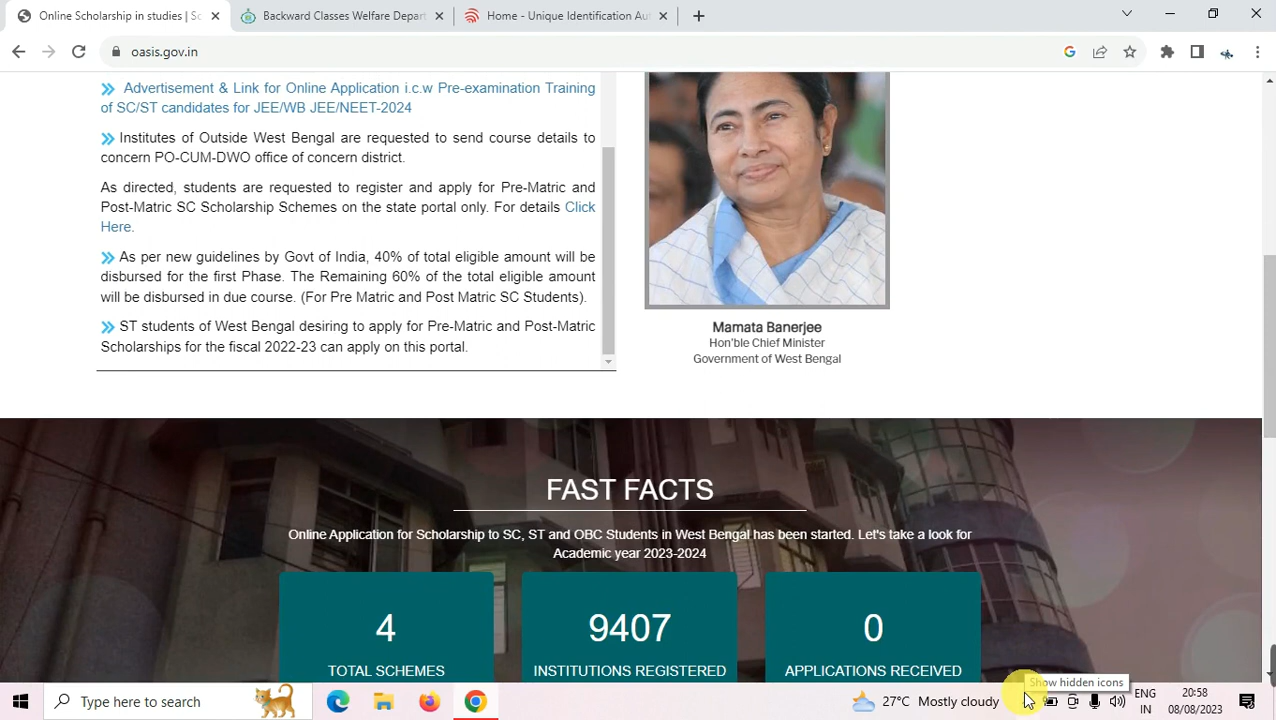 Online Scholarship in studies | Sc
Backward Classes Welfare Depart
Home - Unique Identification Aut
oasis.gov.in
Advertisement & Link for Online Application i.c.w Pre-examination Training
of SC/ST candidates for JEE/WB JEE/NEET-2024
Institutes of Outside West Bengal are requested to send course details to
concern PO-CUM-DWO office of concern district.
As directed, students are requested to register and apply for Pre-Matric and
Post-Matric SC Scholarship Schemes on the state portal only. For details Click
Here.
As per new guidelines by Govt of India, 40% of total eligible amount will be
disbursed for the first Phase. The Remaining 60% of the total eligible amount
will be disbursed in due course. (For Pre Matric and Post Matric SC Students).
ST students of West Bengal desiring to apply for Pre-Matric and Post-Matric
Scholarships for the fiscal 2022-23 can apply on this portal.
Mamata Banerjee
Hon'ble Chief Minister
Government of West Bengal
FAST FACTS
Online Application for Scholarship to SC, ST and OBC Students in West Bengal has been started. Let's take a look for
Academic year 2023-2024
4
TOTAL SCHEMES
9407
INSTITUTIONS REGISTERED
0
APPLICATIONS RECEIVED
Show hidden icons
Type here to search
27°C Mostly cloudy
ENG
IN
20:58
08/08/2023